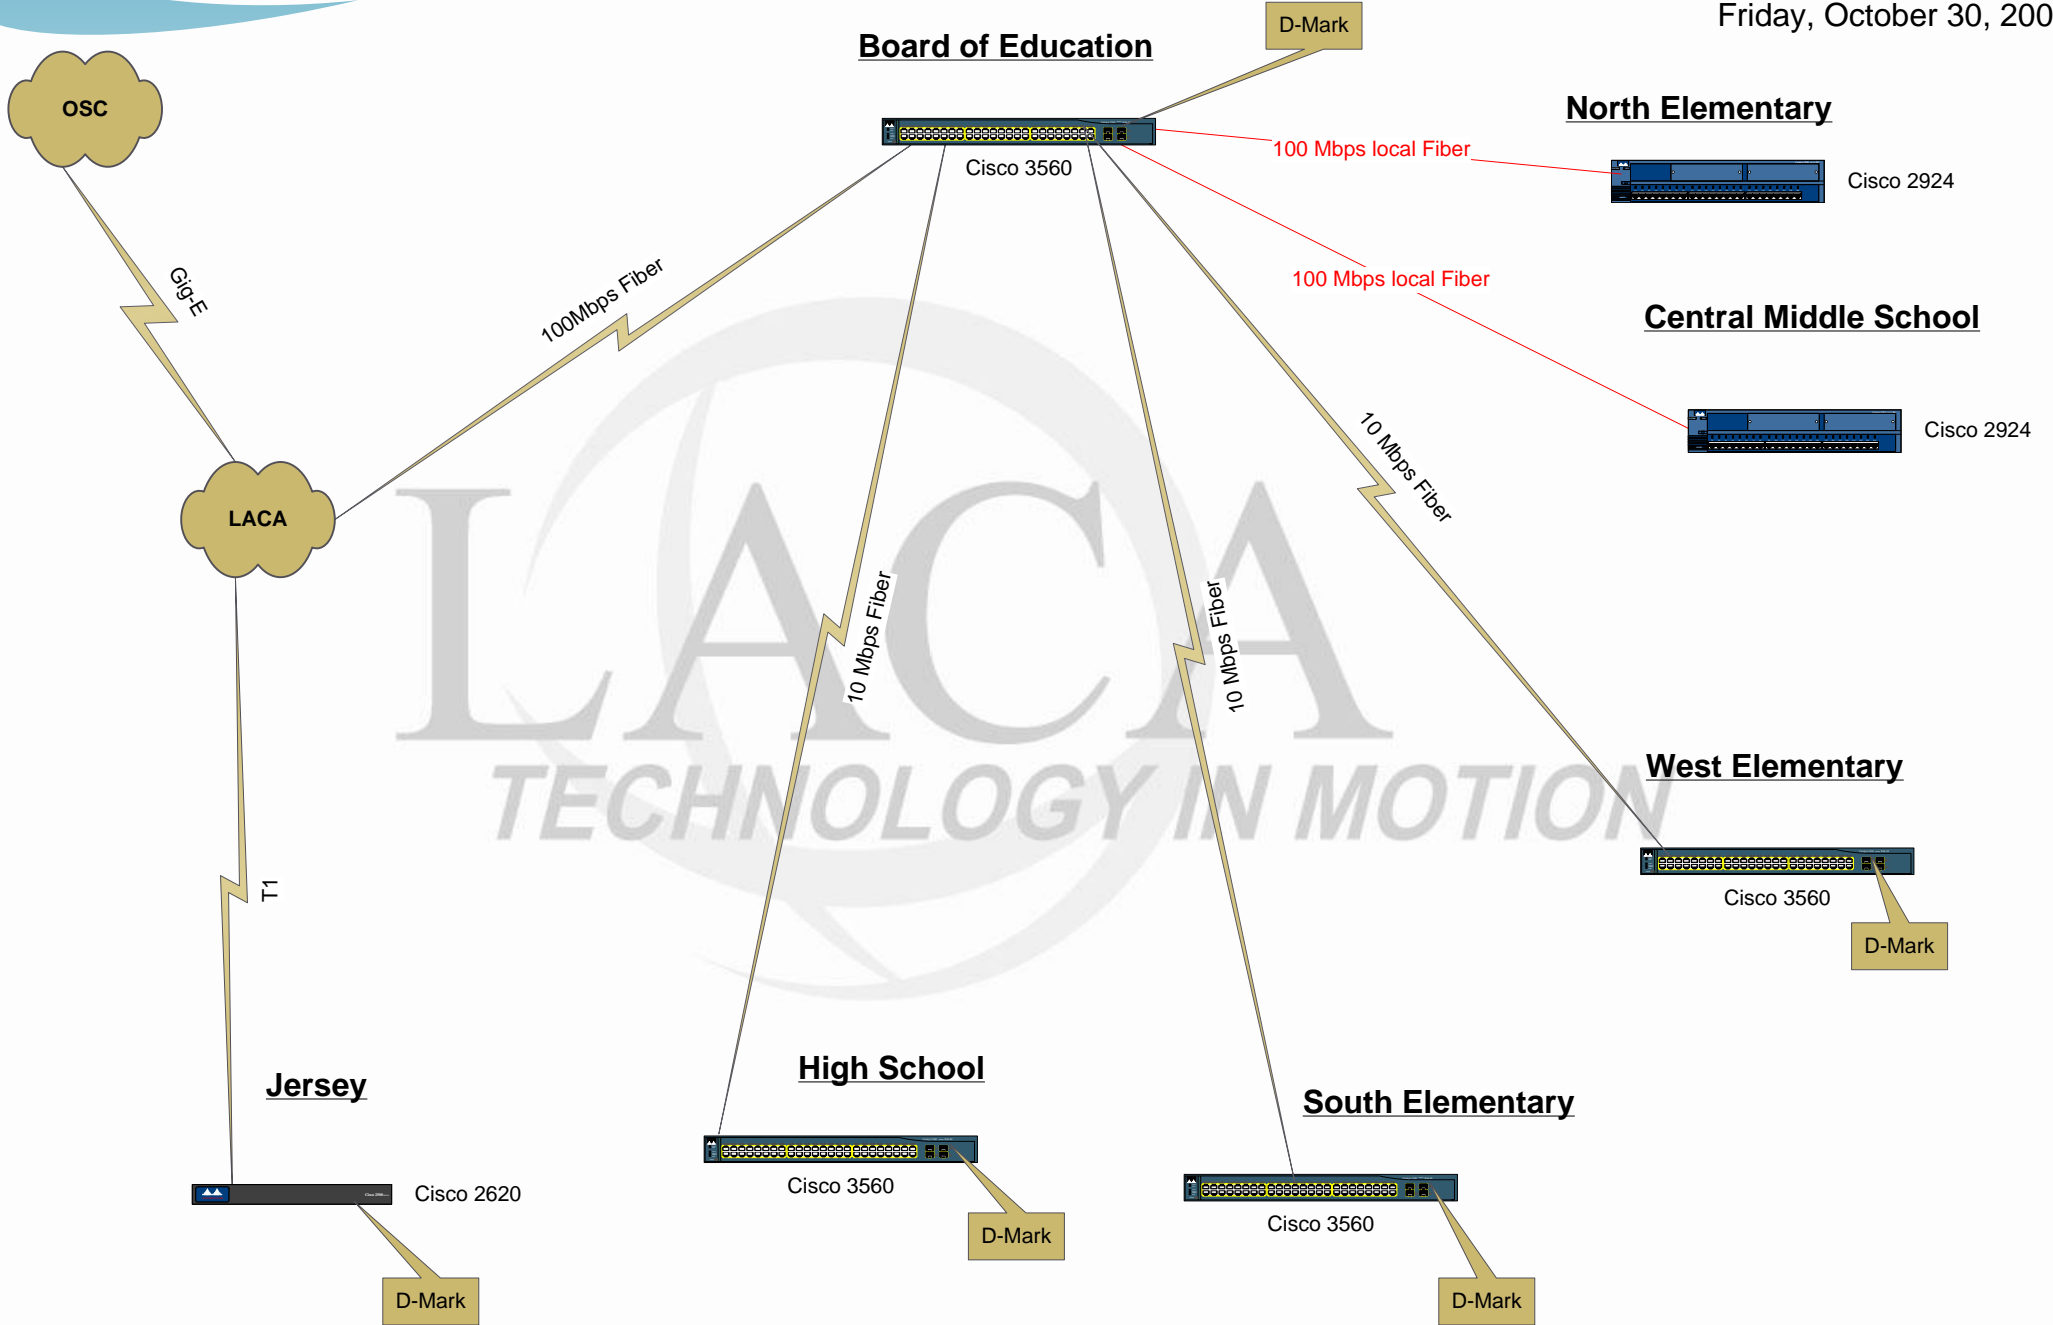 Friday, October 30, 200
D-Mark
Board of Education
OSC
North Elementary
100 Mbps local Fiber
Cisco 3560
Cisco 2924
Gig-E
100Mbps Fiber
100 Mbps local Fiber
Central Middle School
10 Mbps Fiber
Cisco 2924
LACA
LACA
10 Mbps Fiber
10 Mbps Fiber
TECHNOLOGY IN MOTION
West Elementary
T1
Cisco 3560
D-Mark
Jersey
High School
South Elementary
Cisco 2620
Cisco 3560
Cisco 3560
D-Mark
D-Mark
D-Mark